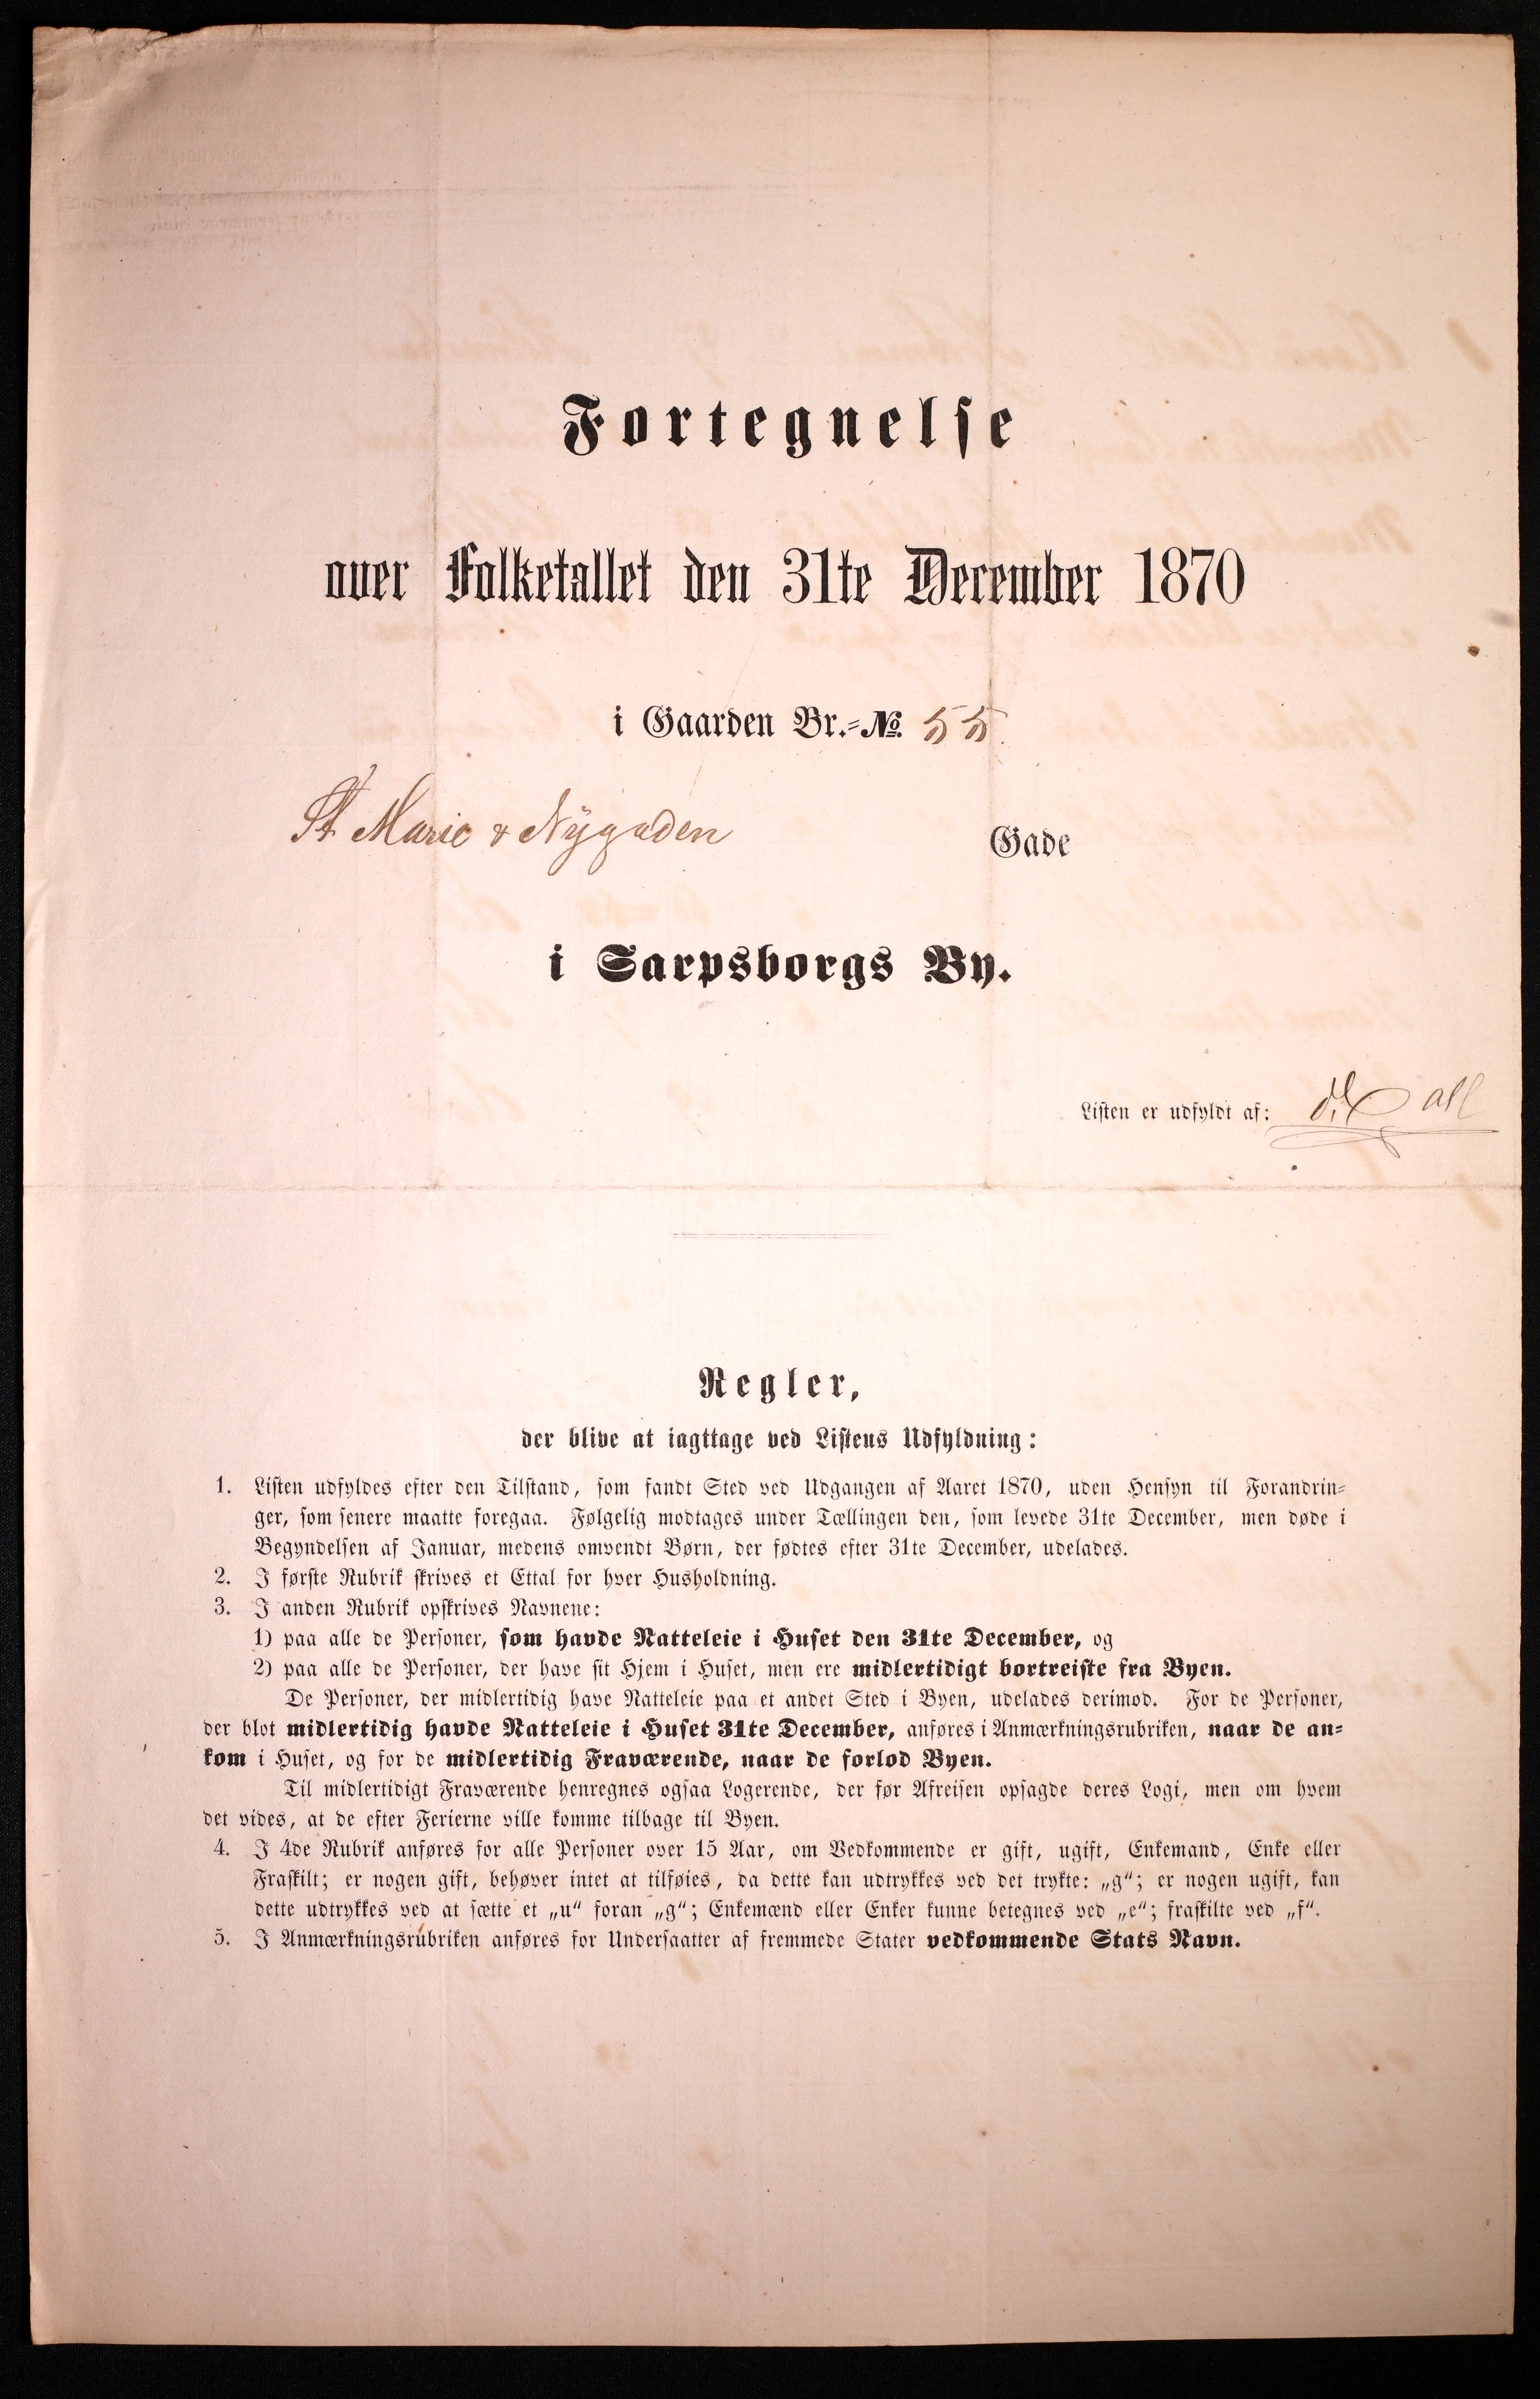 Fortegnelse
over Folketallet den 31te December 1870
i Gaarden Br.-No. 55
St Marie & Nygaden Gade
i Sarpsborgs By.
Listen er udfyldt af:
Regler,
der blive at iagttage ved Listens Udfyldning:
1. Listen udfyldes efter den Tilstand, som fandt Sted ved Udgangen af Aaret 1870, uden Hensyn til Forandrin-
ger, som senere maatte foregaa. Følgelig modtages under Tællingen den, som levede 31te December, men døde i
Begyndelsen af Januar, medens omvendt Børn, der fødtes efter 31te December, udelades.
2. I første Rubrik skrives et Ettal for hver Husholdning.
3. I anden Rubrik opskrives Navnene:
1) paa alle de Personer, som havde Natteleie i Huset den 31te December, og
2) paa alle de Personer, der have sit Hjem i Huset, men ere midlertidigt bortreiste fra Byen.
De Personer, der midlertidig have Natteleie paa et andet Sted i Byen, udelades derimod. For de Personer,
der blot midlertidig havde Natteleie i Huset 31te December, anføres i Anmærkningsrubriken, naar de an-
kom i Huset, og for de midlertidig Fraværende, naar de forlod Byen.
Til midlertidigt Fraværende henregnes ogsaa Logerende, der før Afreisen opsagde deres Logi, men om hvem
det vides, at de efter Ferierne ville komme tilbage til Byen.
4. I 4de Rubrik anføres for alle Personer over 15 Aar, om Vedkommende er gift, ugift, Enkemand, Enke eller
Fraskilt; er nogen gift, behøver intet at tilføies, da dette kan udtrykkes ved det trykte: „g“; er nogen ugift, kan
dette udtrykkes ved at sætte et „u“ foran „g“; Enkemænd eller Enker kunne betegnes ved „e“; fraskilte ved „f“.
5. I Anmærkningsrubriken anføres for Undersaatter af fremmede Stater vedkommende Stats Navn.